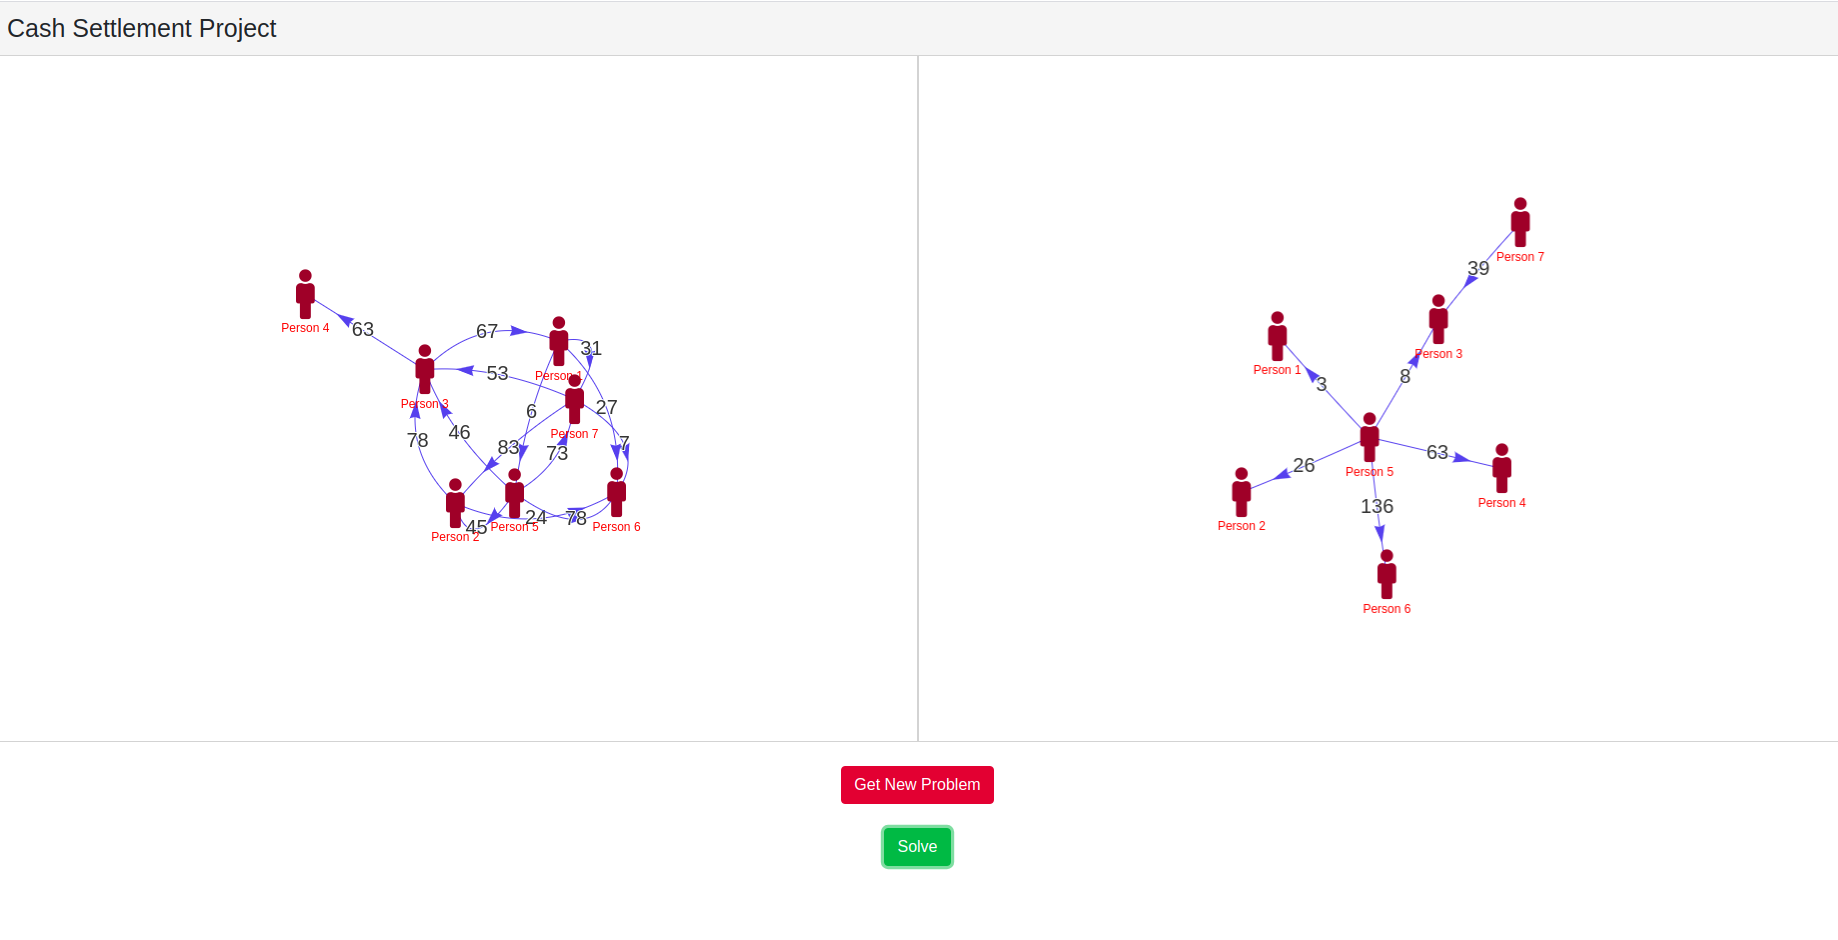 Cash Settlement Project
Person 4
63
67
31
Person 1
53
Person 3
6
27
Person 7
78
46
83
73
7
45
Person 5
24
78
Person 6
Person 2
Person 7
39
Person 3
Person 1
3
8
Person 5
26
63
Person 4
136
Person 2
Person 6
Get New Problem
Solve